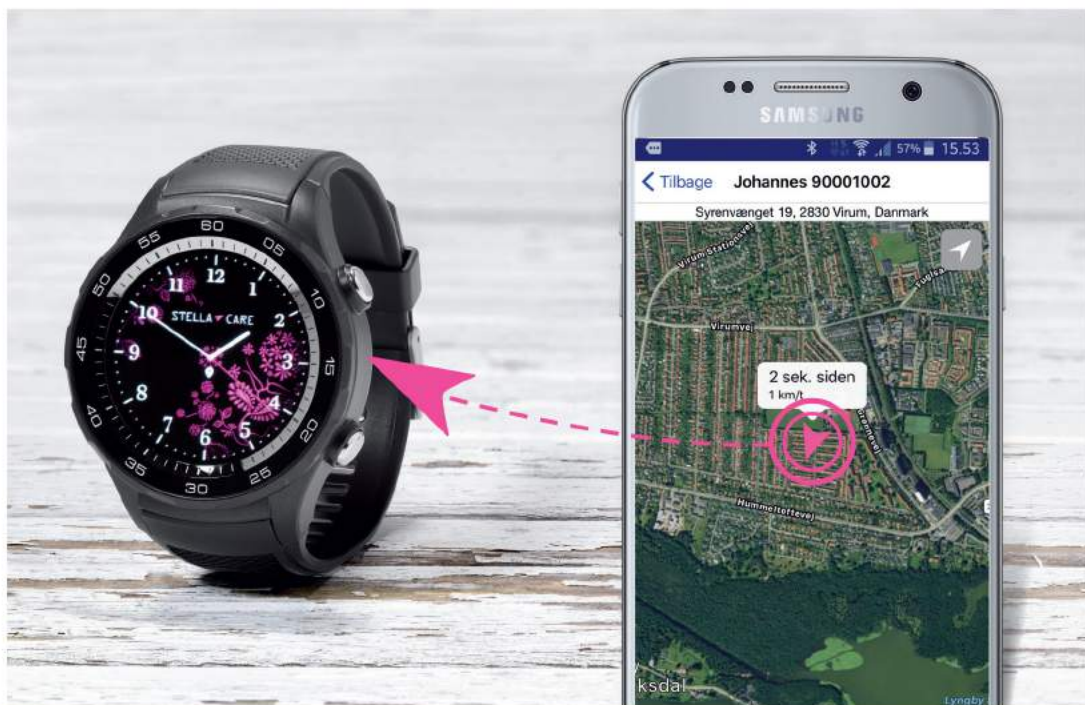 60
05
10
15
20
25
30
35
40
45
50
55
12
1
2
3
4
5
6
7
8
9
10
11
STELLA CARE
SAMSUNG
57% 15.53
Tilbage Johannes 90001002
Syrenvænget 19, 2830 Virum, Danmark
Virum Stationsvej
Virumvej
2 sek. siden
1 km/t
Grønnevej
Hummeltoftevej
ksdal
Lyngby